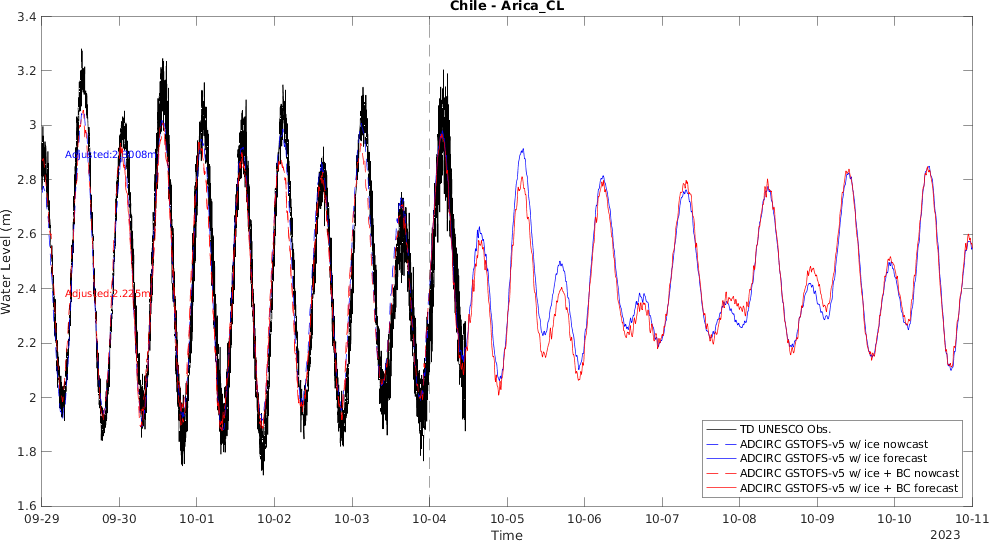 Chile - Arica_CL
3.4
3.2
3
2.8
2.6
2.4
2.2
2
1.8
1.6
Water Level (m)
Adjusted:2.225m
TD UNESCO Obs.
ADCIRC GSTOFS-v5 w/ ice nowcast
ADCIRC GSTOFS-v5 w/ ice forecast
ADCIRC GSTOFS-v5 w/ ice + BC nowcast
ADCIRC GSTOFS-v5 w/ ice + BC forecast
09-29 09-30 10-01 10-02 10-03 10-04 10-05 10-06 10-07 10-08 10-09 10-10 10-11
Time
2023